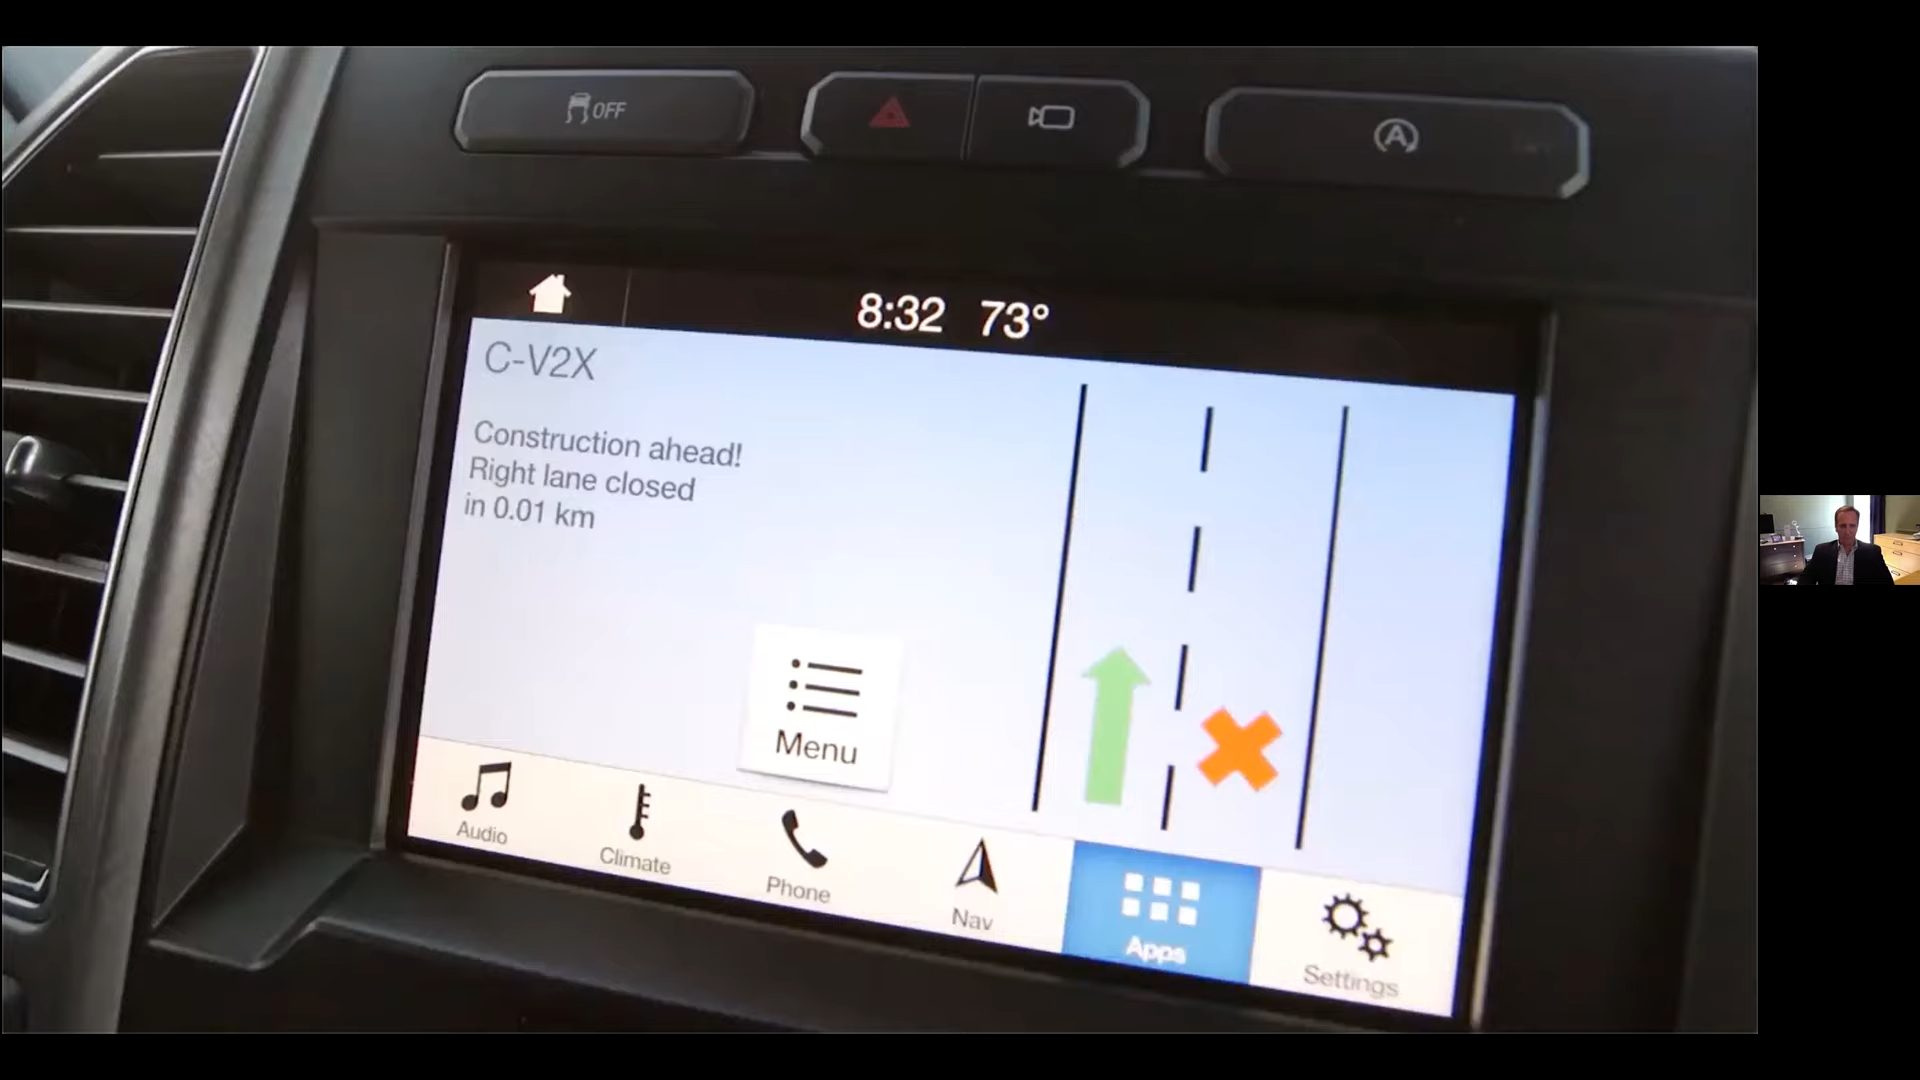 OFF
A
8:32 73°
C-V2X
Construction ahead!
Right lane closed
in 0.01 km
Menu
Audio
Climate
Phone
Nav
Apps
Settings